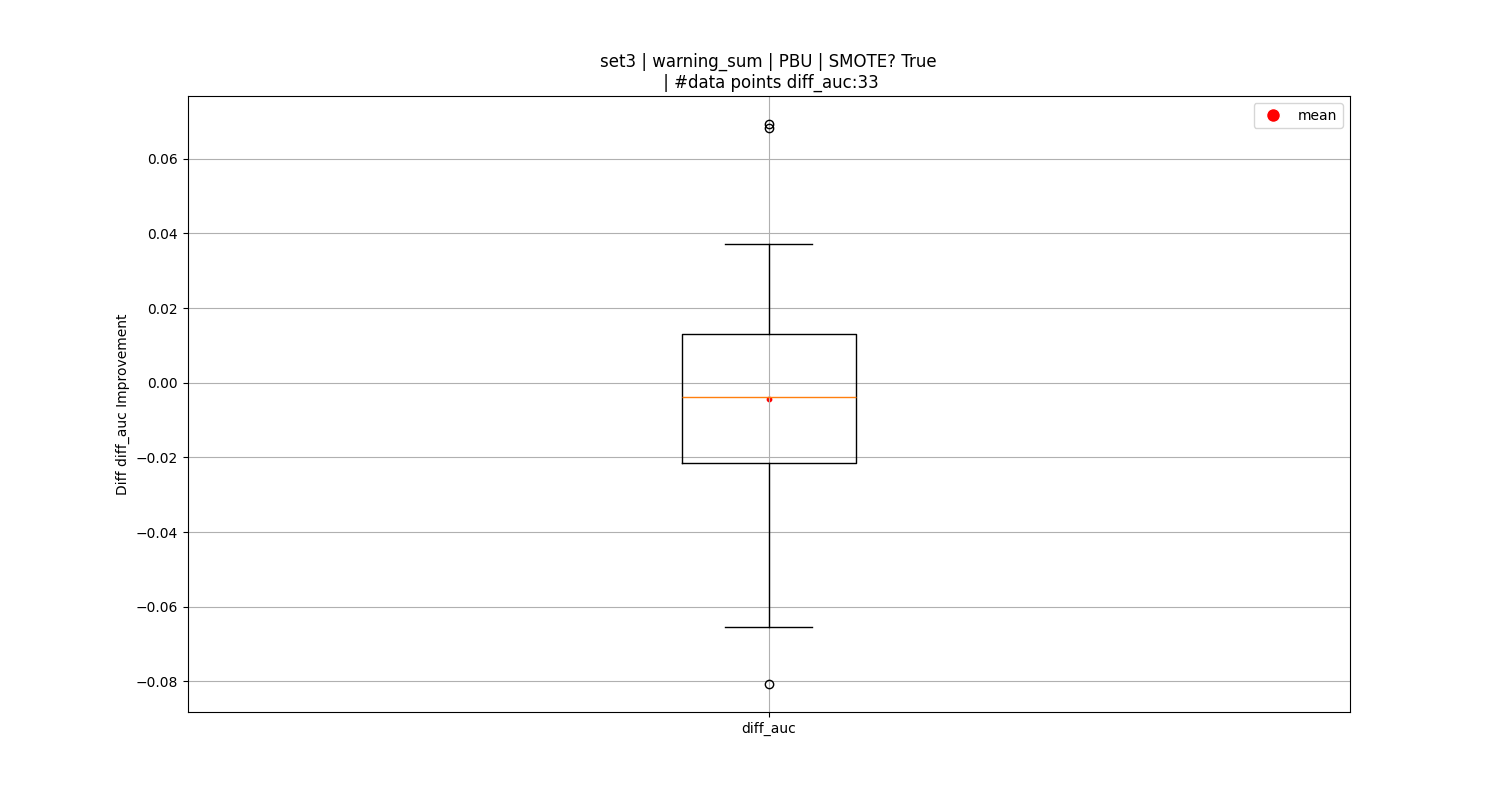 set3 | warning_sum | PBU | SMOTE? True
| #data points diff_auc:33
mean
0.06
0.04
0.02
0.00
−0.02
−0.04
−0.06
−0.08
Diff diff_auc Improvement
diff_auc